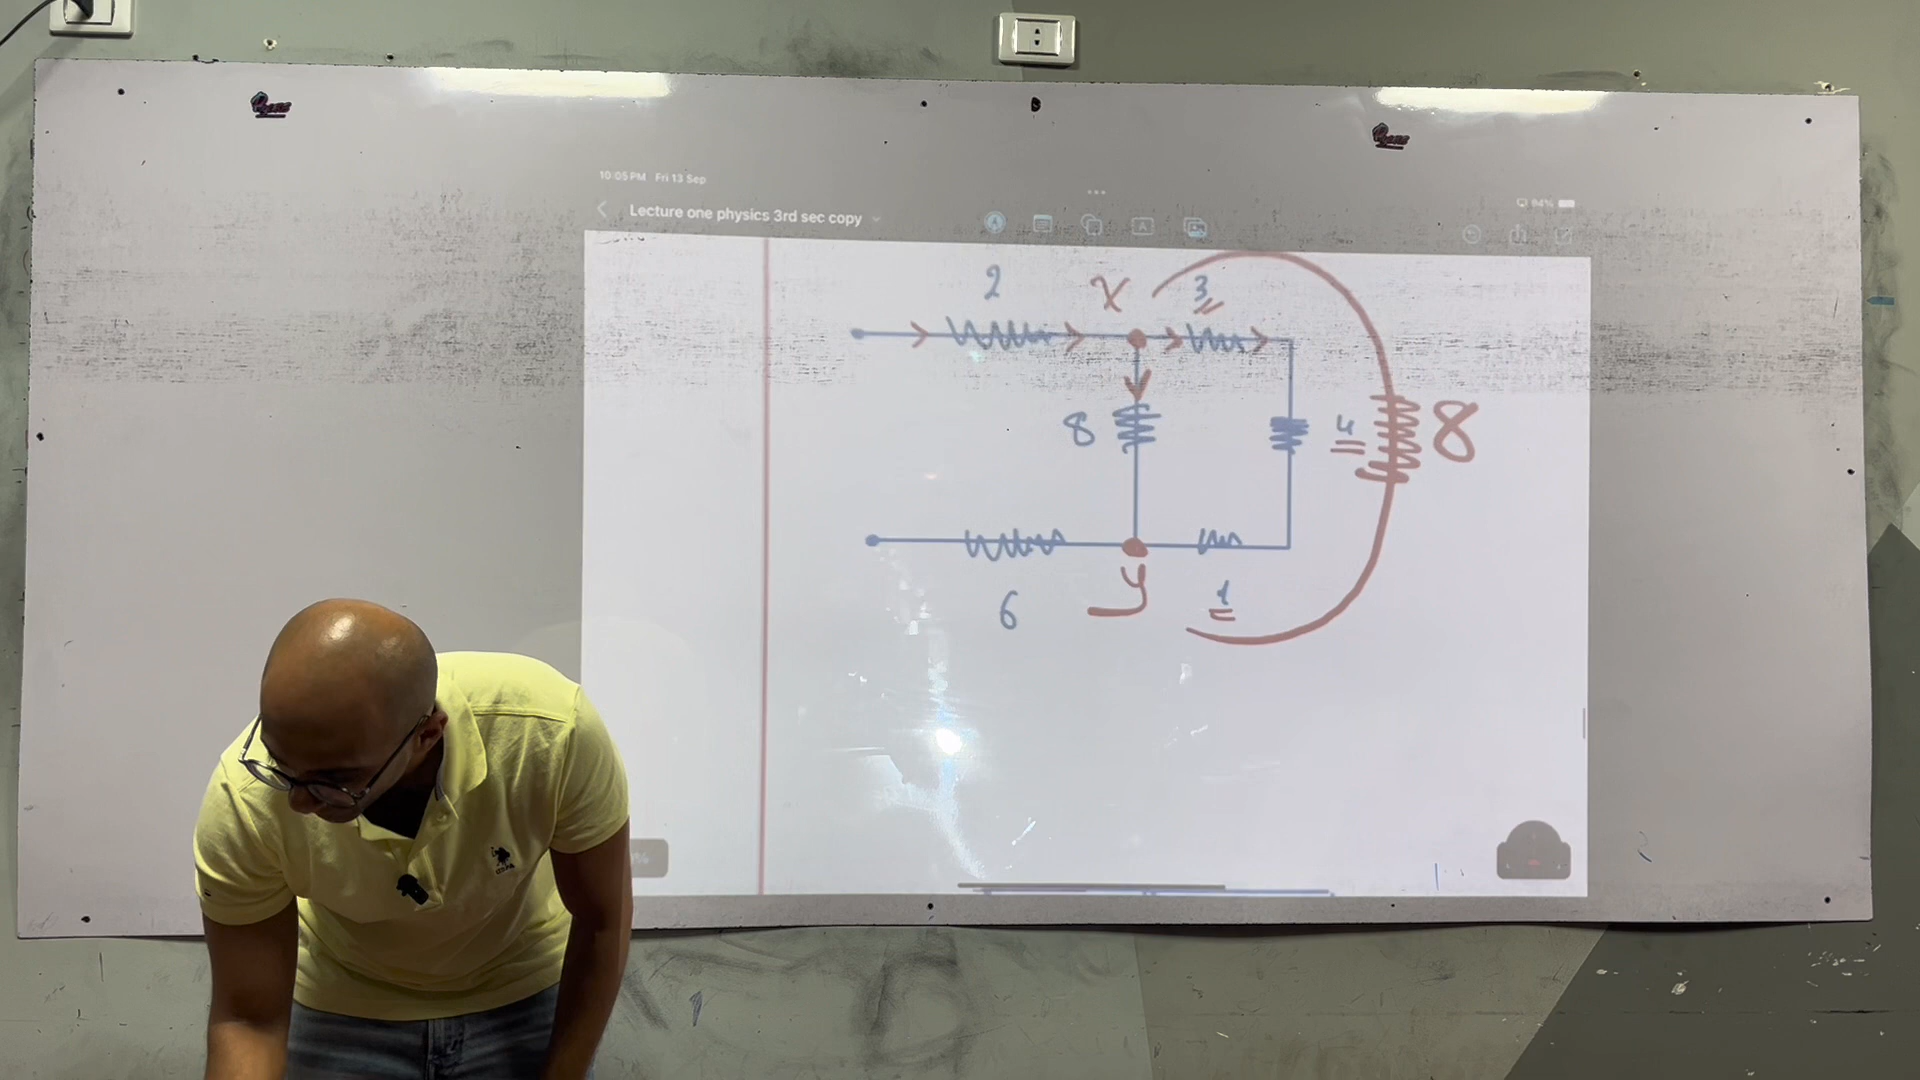 10:05 PM Fri 13 Sep
94%
Lecture one physics 3rd sec copy
A
2 x 3
8 4 8
y
6 1